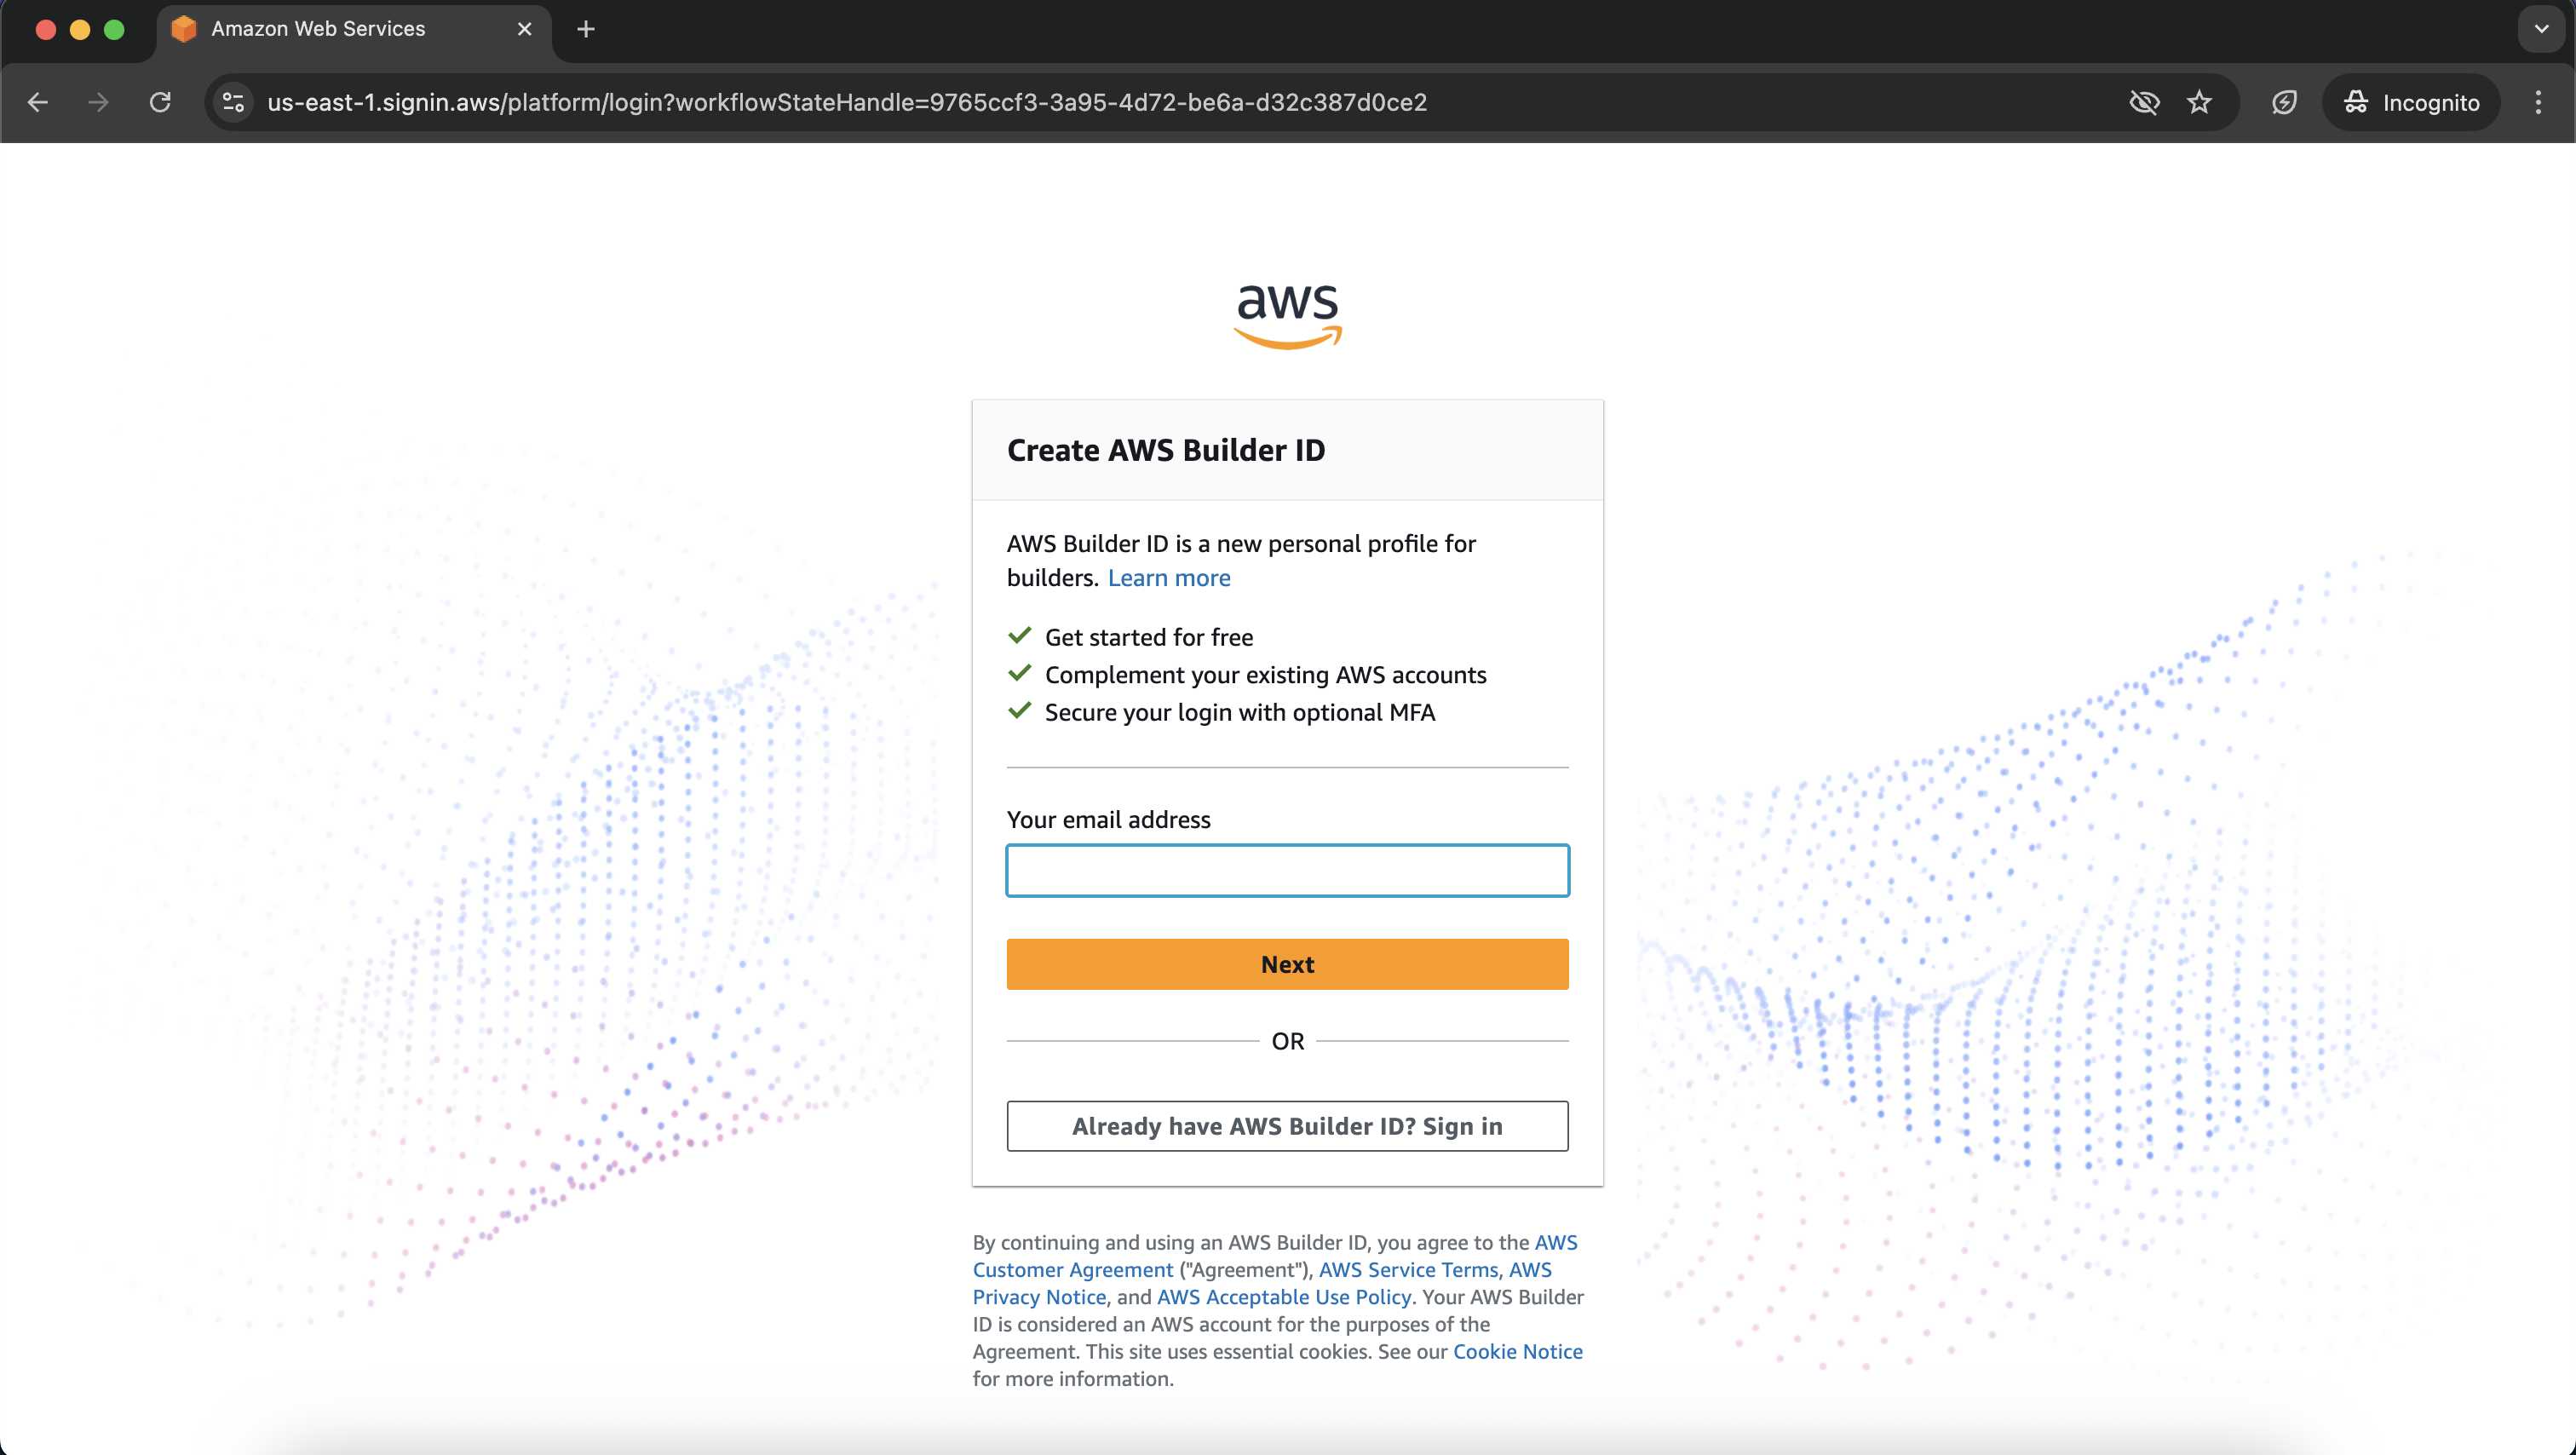 Amazon Web Services
us-east-1.signin.aws/platform/login?workflowStateHandle=9765ccf3-3a95-4d72-be6a-d32c387d0ce2
Incognito
aws
Create AWS Builder ID
AWS Builder ID is a new personal profile for
builders. Learn more
Get started for free
Complement your existing AWS accounts
Secure your login with optional MFA
Your email address
Next
OR
Already have AWS Builder ID? Sign in
By continuing and using an AWS Builder ID, you agree to the AWS
Customer Agreement ("Agreement"), AWS Service Terms, AWS
Privacy Notice, and AWS Acceptable Use Policy. Your AWS Builder
ID is considered an AWS account for the purposes of the
Agreement. This site uses essential cookies. See our Cookie Notice
for more information.